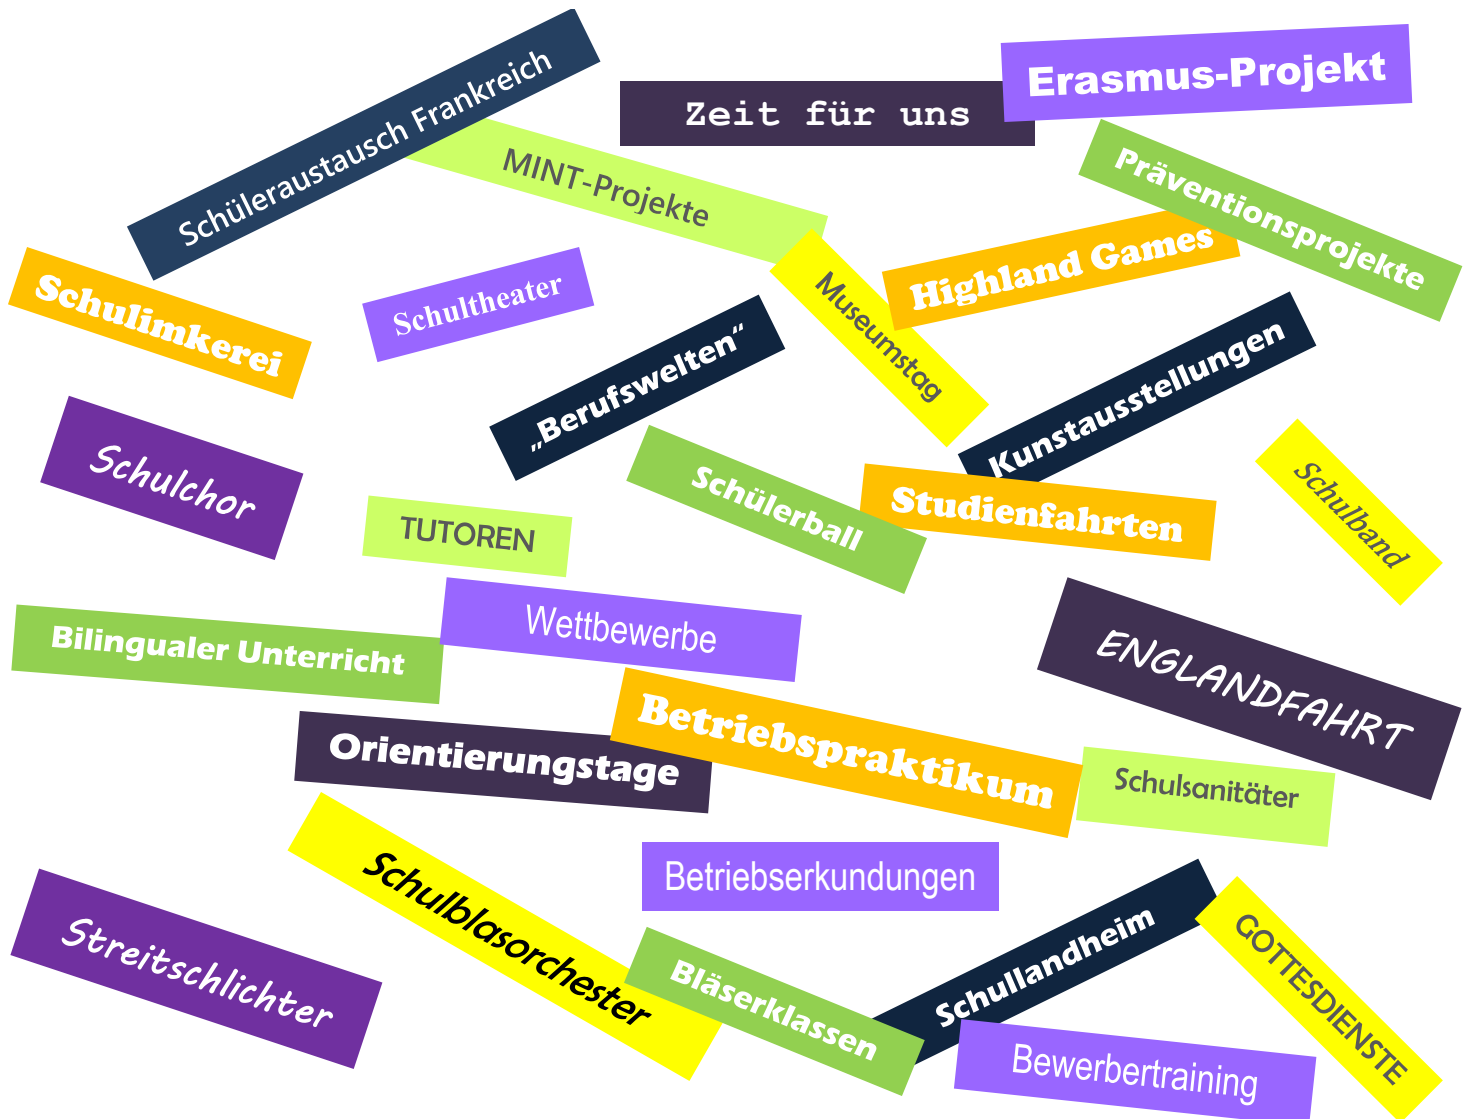 Schüleraustausch Frankreich
Zeit für uns
Erasmus-Projekt
MINT-Projekte
Präventionsprojekte
Highland Games
Schulimkerei
Schultheater
Museumstag
„Berufswelten“
Kunstausstellungen
Schulchor
Schülerball
Studienfahrten
Schulband
TUTOREN
Wettbewerbe
Bilingualer Unterricht
ENGLANDFAHRT
Orientierungstage
Betriebspraktikum
Schulsanitäter
Betriebserkundungen
Schulblasorchester
Streitschlichter
Bläserklassen
Schullandheim
GOTTESDIENSTE
Bewerbertraining